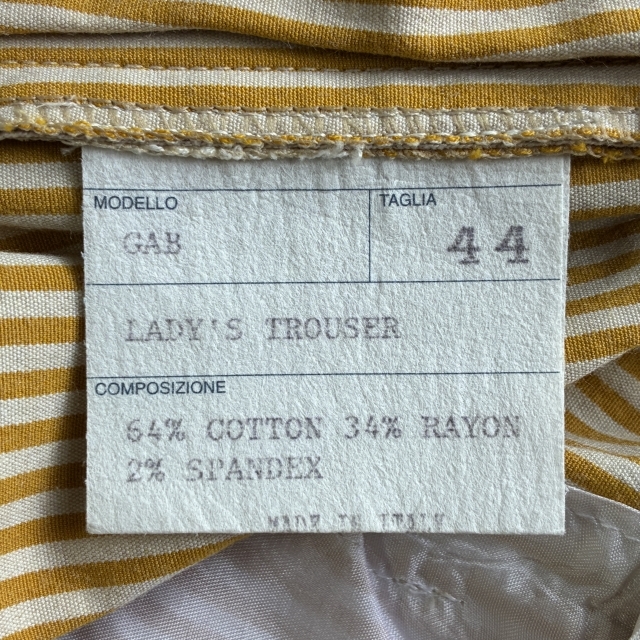 MODELLO TAGLIA
GAB 44
LADY'S TROUSER
COMPOSIZIONE
64% COTTON 34% RAYON
2% SPANDEX
MADE IN ITALY